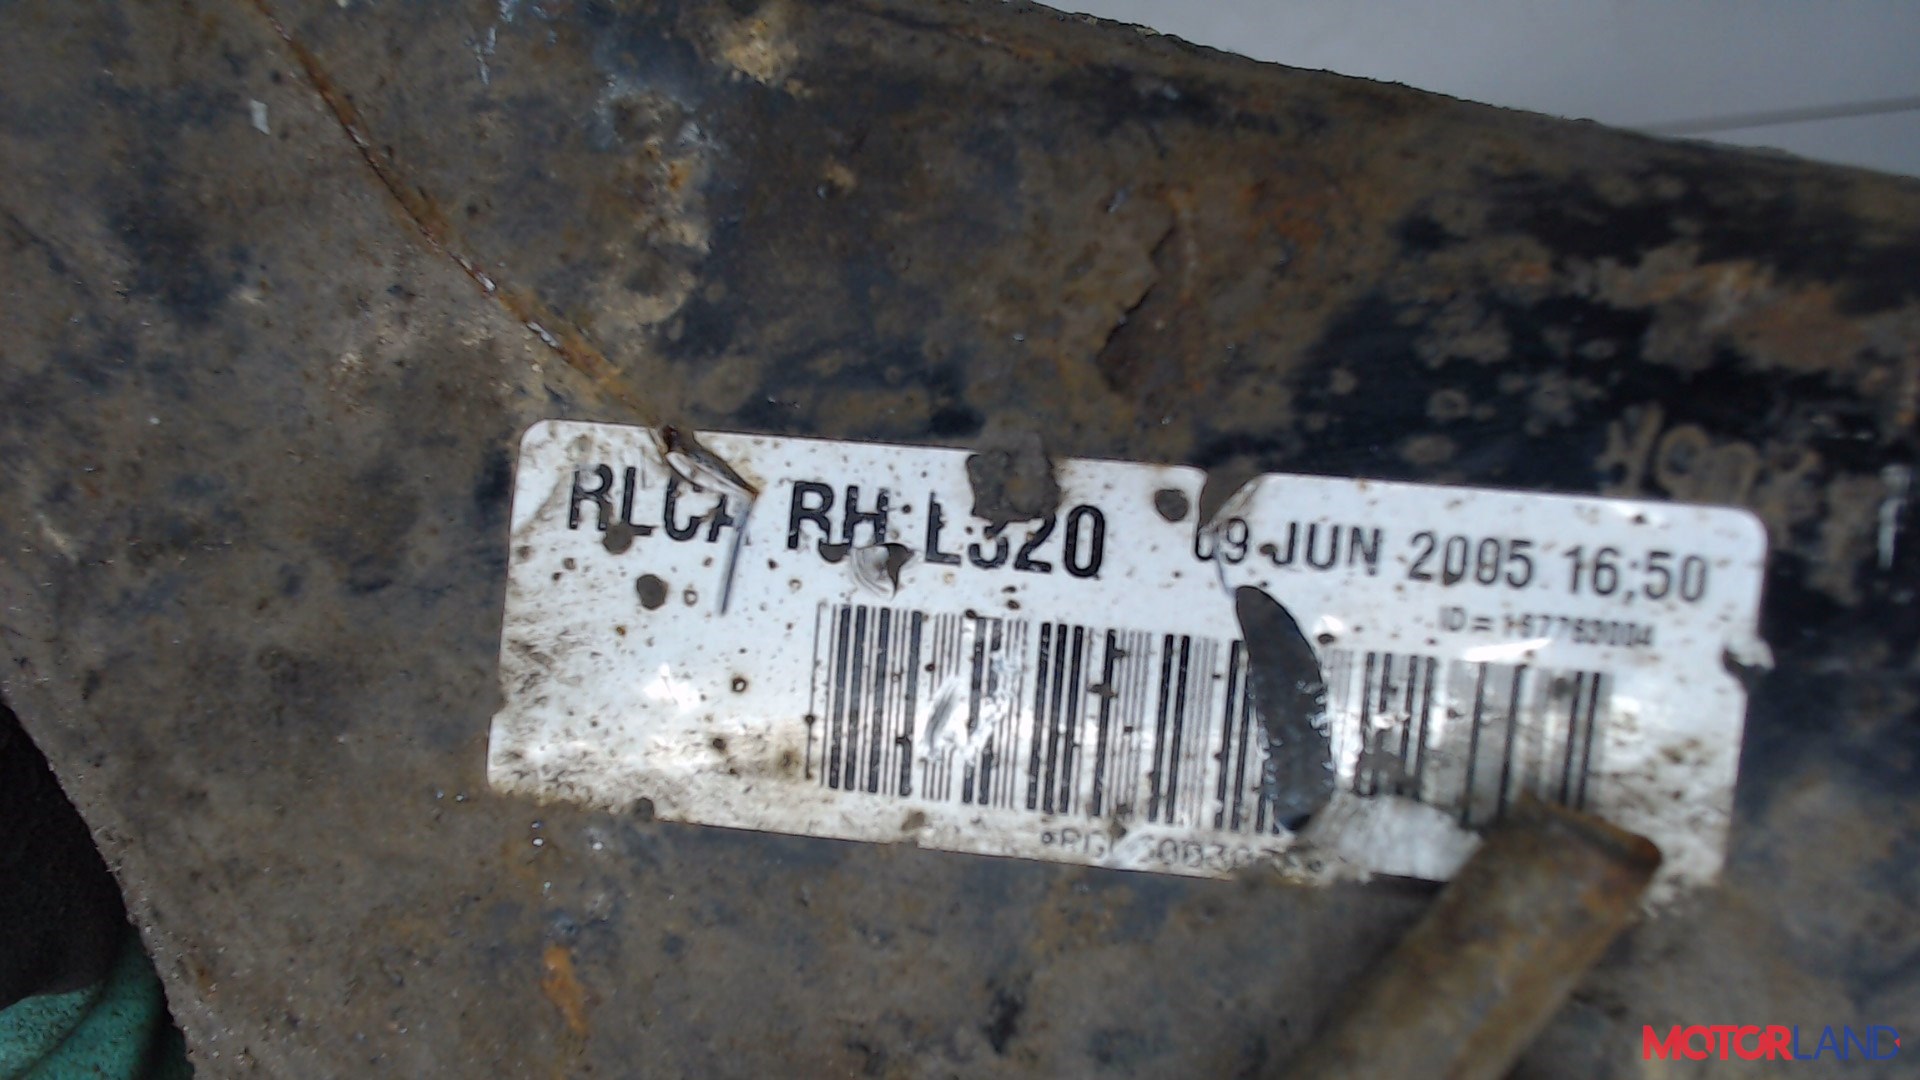 RLCA RH L320 09 JUN 2005 16;50
MOTORLAND